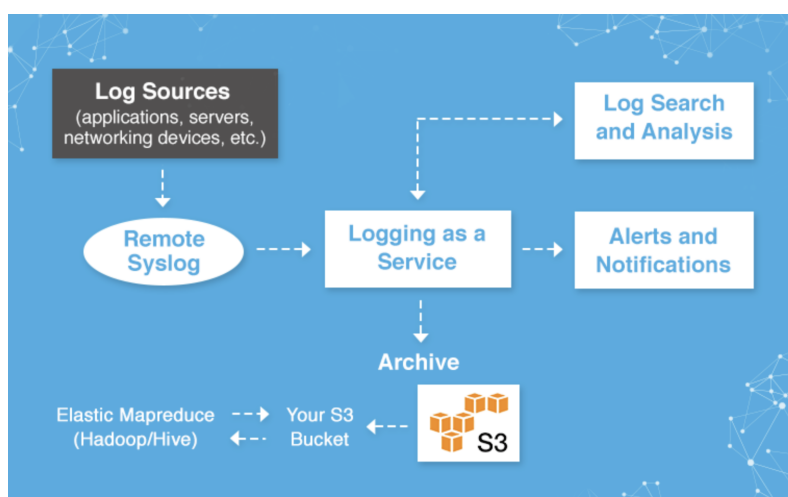 Log Sources
(applications, servers,
networking devices, etc.)
Log Search
and Analysis
Remote
Syslog
Logging as a
Service
Alerts and
Notifications
Archive
Elastic Mapreduce
(Hadoop/Hive)
Your S3
Bucket
S3